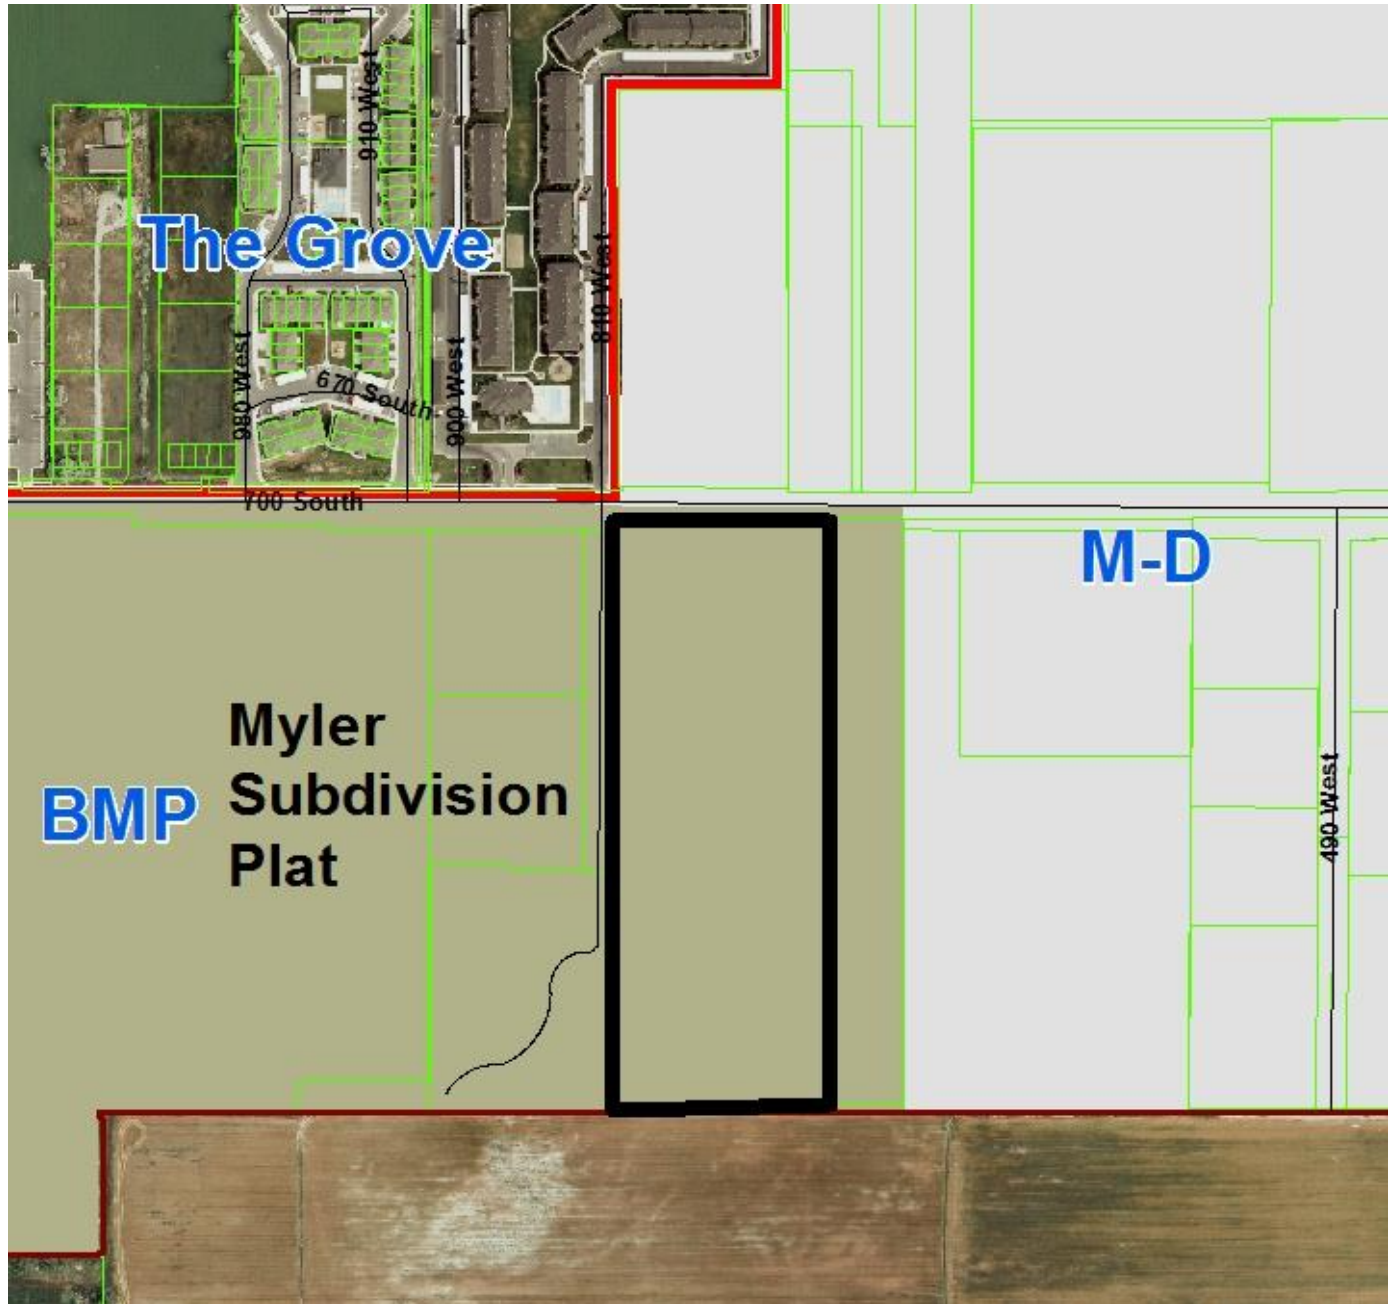 910 West
The Grove
810 West
980 West
670 South
900 West
700 South
M-D
Myler
Subdivision
Plat
BMP
490 West